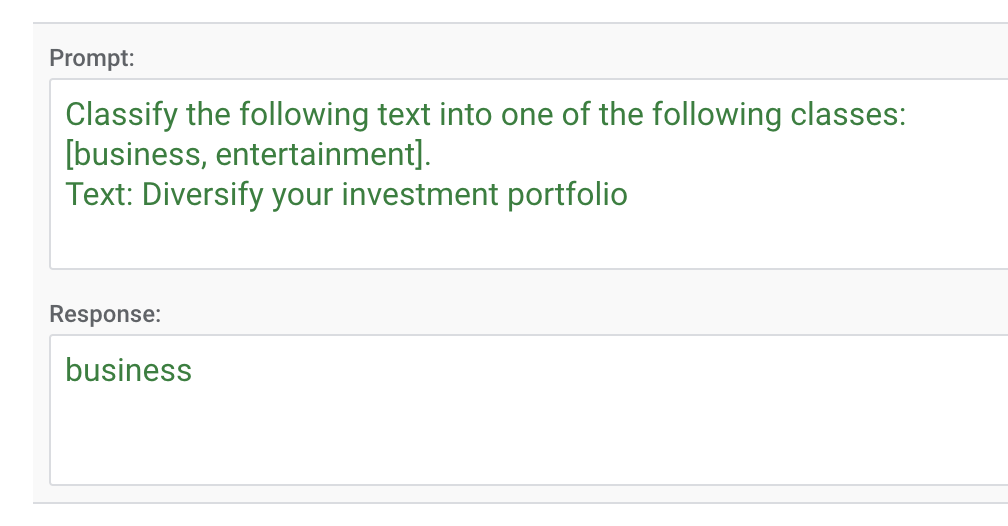 Prompt:
Classify the following text into one of the following classes:
[business, entertainment].
Text: Diversify your investment portfolio
Response:
business